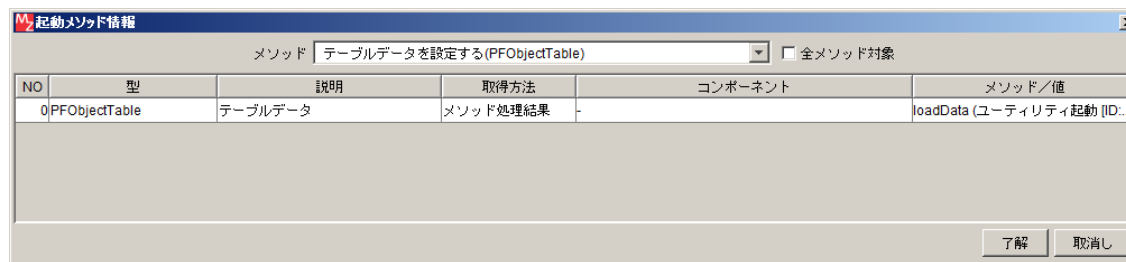 起動メソッド情報
メソッド テーブルデータを設定する(PFObjectTable) 全メソッド対象
NO 型 説明 取得方法 コンポーネント メソッド／値
0 PFObjectTable テーブルデータ メソッド処理結果 - loadData (ユーティリティ起動 [ID:...
了解 取消し